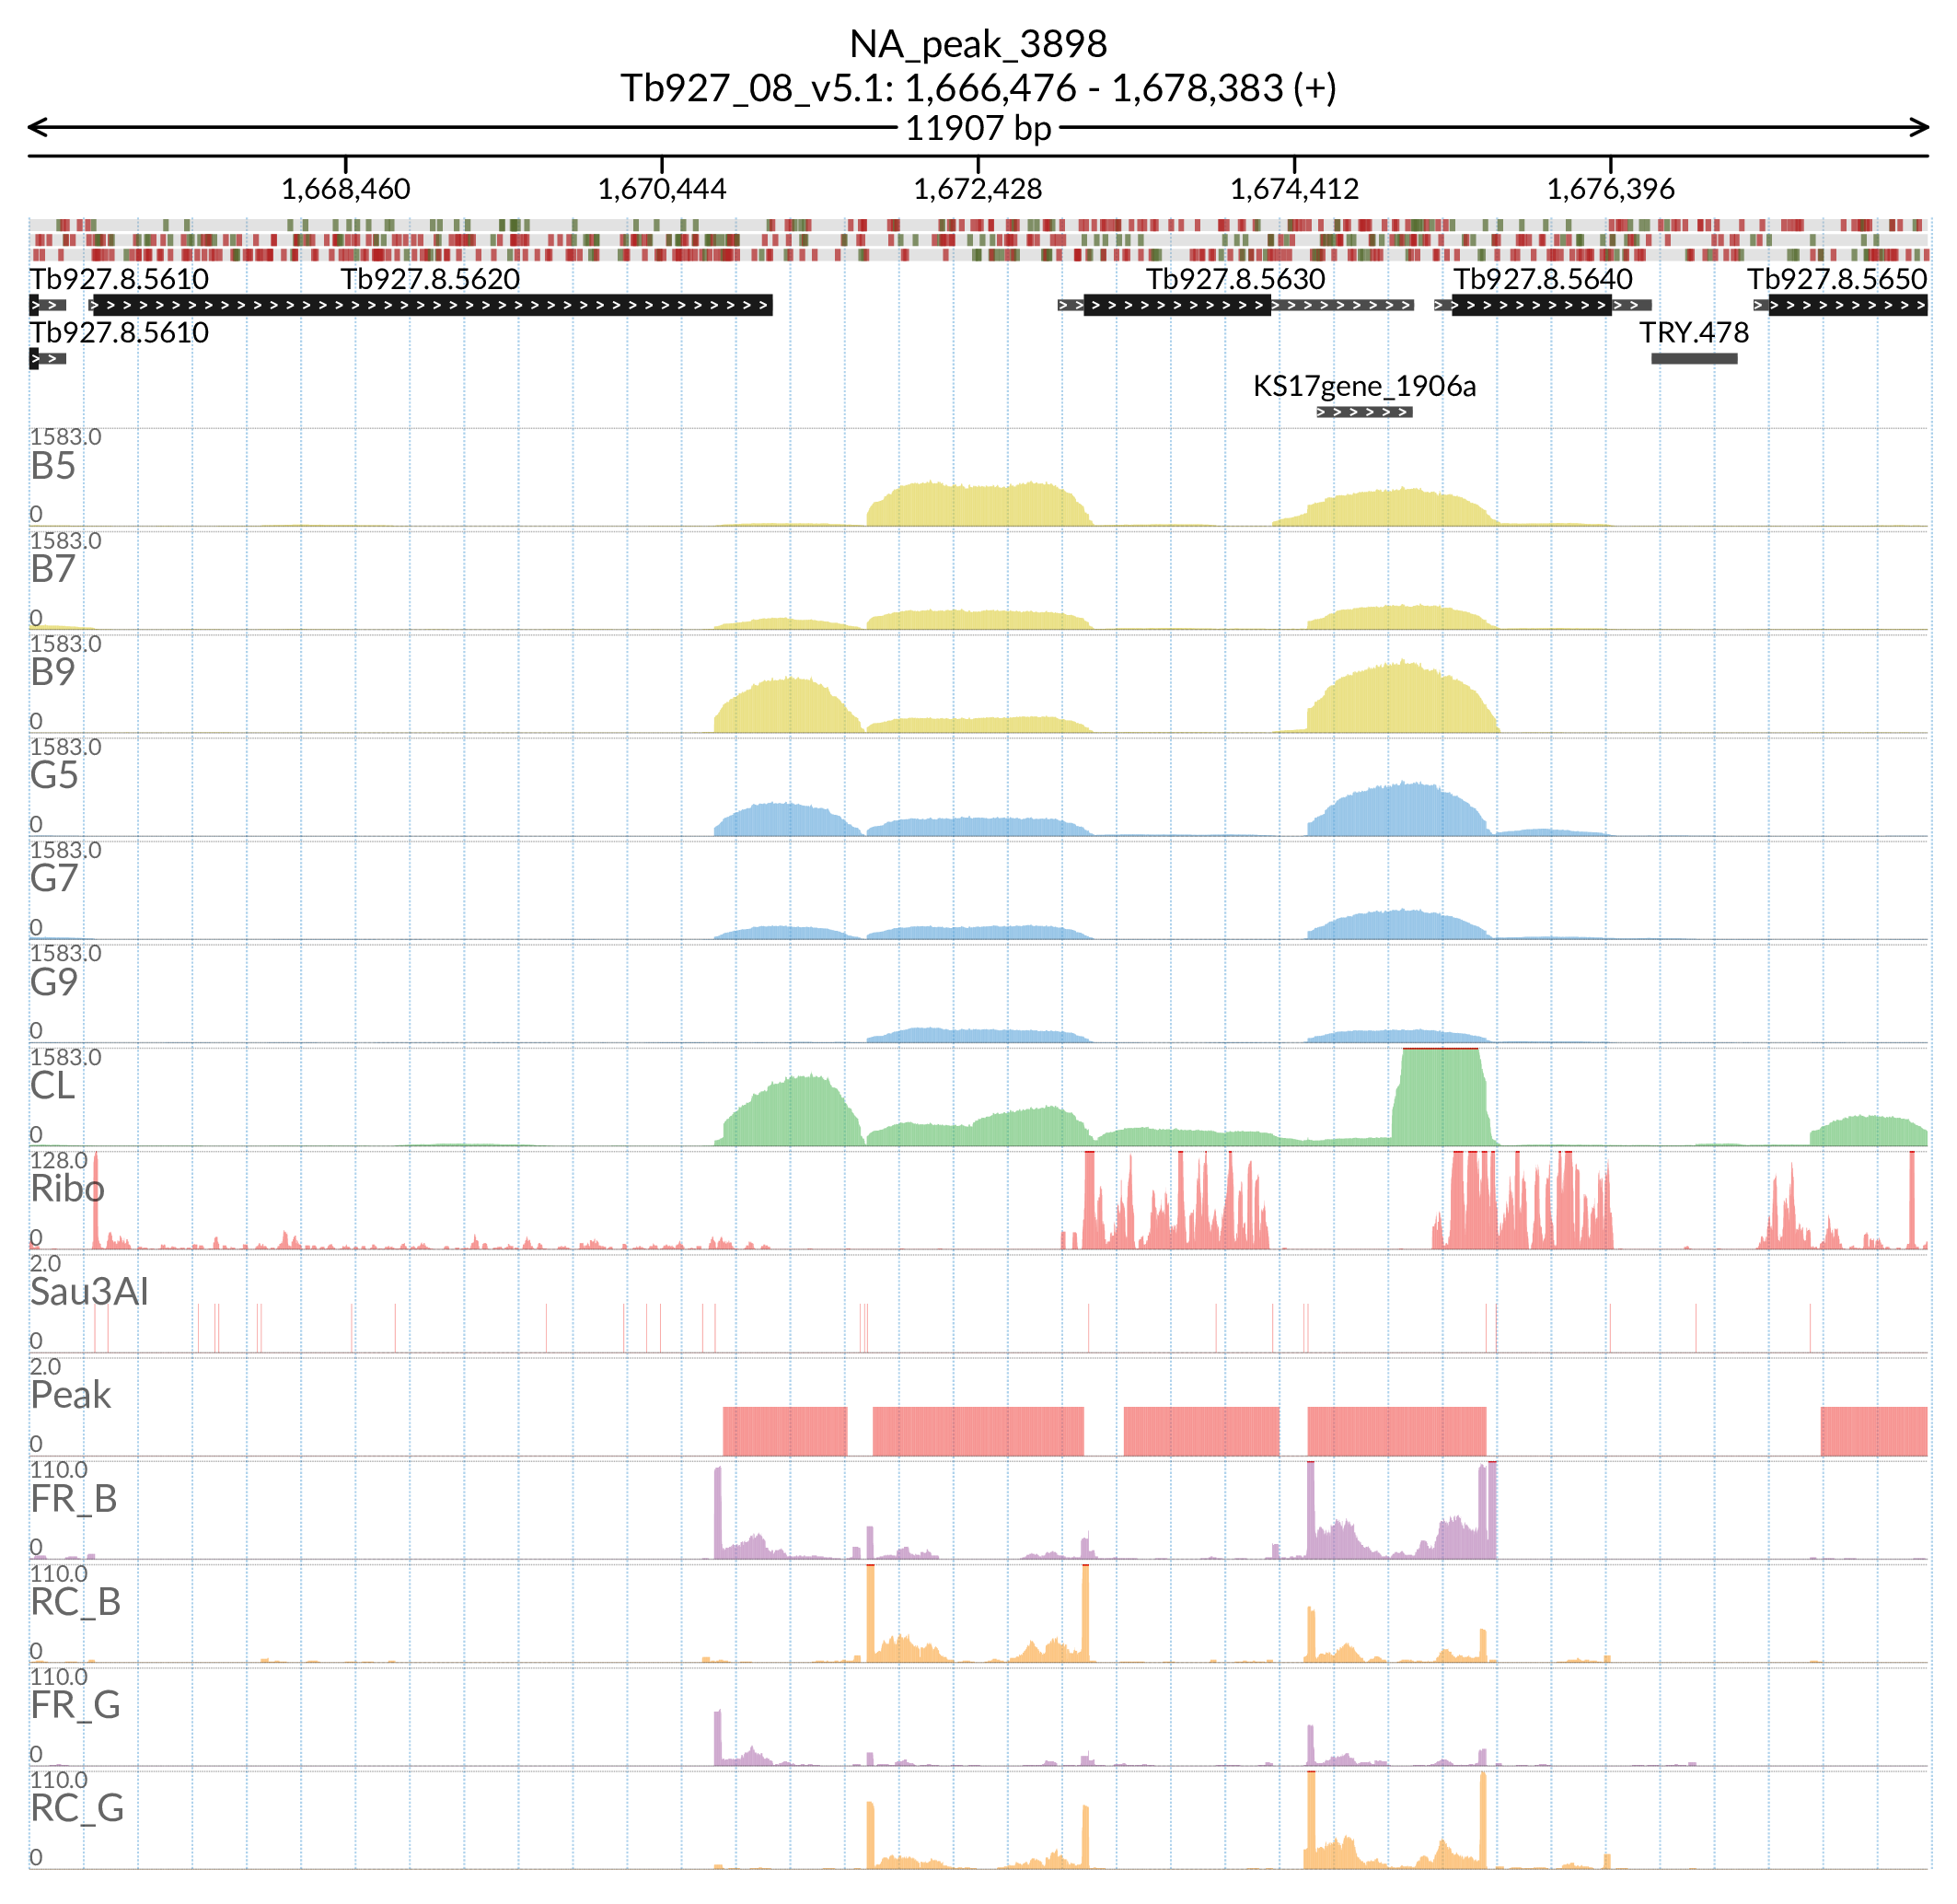 NA_peak_3898
Tb927_08_v5.1: 1,666,476 - 1,678,383 (+)
11907 bp
1,668,460 1,670,444 1,672,428 1,674,412 1,676,396
Tb927.8.5610 Tb927.8.5620 Tb927.8.5630 Tb927.8.5640 Tb927.8.5650
Tb927.8.5610 TRY.478
KS17gene_1906a
1583.0
B5
0
1583.0
B7
0
1583.0
B9
0
1583.0
G5
0
1583.0
G7
0
1583.0
G9
0
1583.0
CL
0
128.0
Ribo
0
2.0
Sau3AI
0
2.0
Peak
0
110.0
FR_B
0
110.0
RC_B
0
110.0
FR_G
0
110.0
RC_G
0